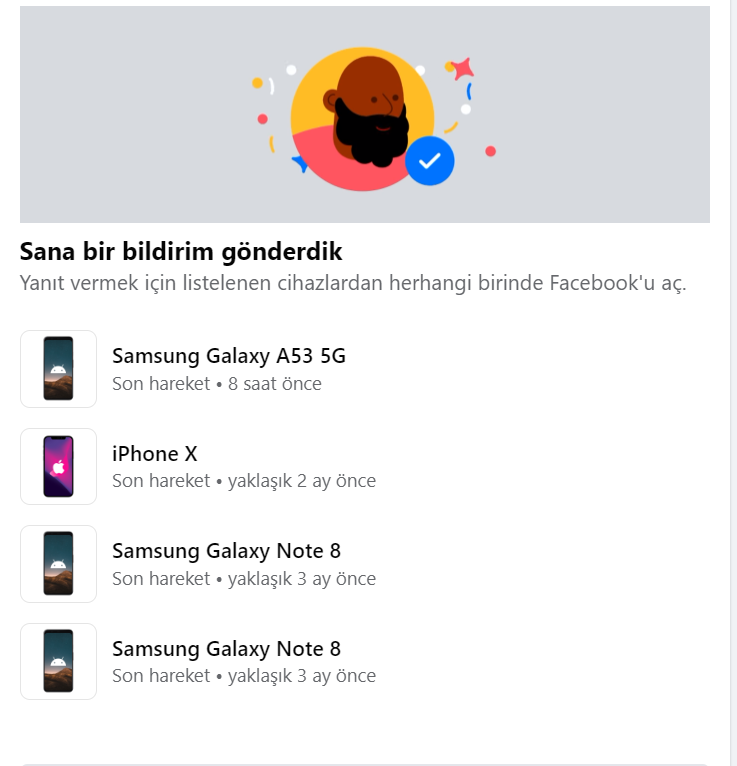 Sana bir bildirim gönderdik
Yanıt vermek için listelenen cihazlardan herhangi birinde Facebook'u aç.
Samsung Galaxy A53 5G
Son hareket • 8 saat önce
iPhone X
Son hareket • yaklaşık 2 ay önce
Samsung Galaxy Note 8
Son hareket • yaklaşık 3 ay önce
Samsung Galaxy Note 8
Son hareket • yaklaşık 3 ay önce